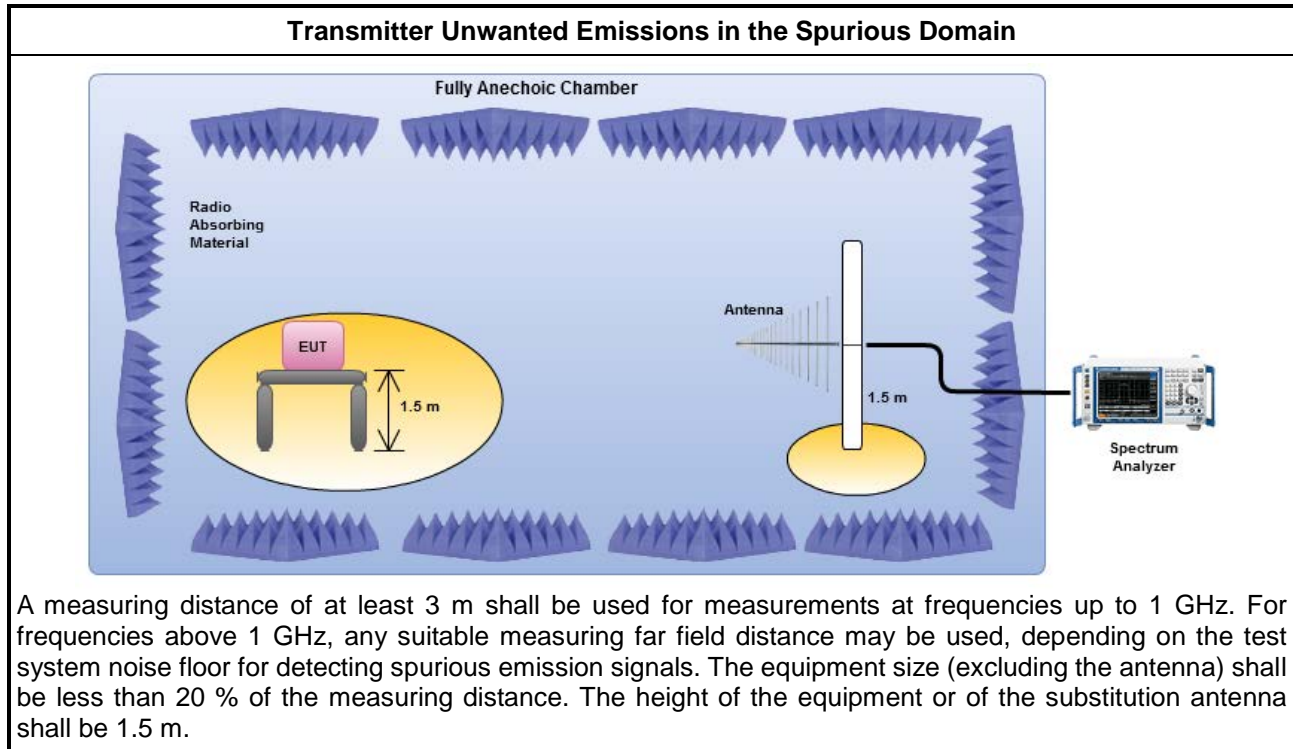 Transmitter Unwanted Emissions in the Spurious Domain
Fully Anechoic Chamber
Radio
Absorbing
Material
Antenna
EUT
1.5 m
1.5 m
Spectrum
Analyzer
A measuring distance of at least 3 m shall be used for measurements at frequencies up to 1 GHz. For
frequencies above 1 GHz, any suitable measuring far field distance may be used, depending on the test
system noise floor for detecting spurious emission signals. The equipment size (excluding the antenna) shall
be less than 20 % of the measuring distance. The height of the equipment or of the substitution antenna
shall be 1.5 m.